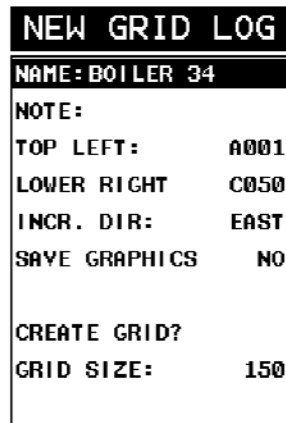 NEW GRID LOG
NAME:BOILER 34
NOTE:
TOP LEFT: A001
LOWER RIGHT C050
INCR. DIR: EAST
SAVE GRAPHICS NO
CREATE GRID?
GRID SIZE: 150